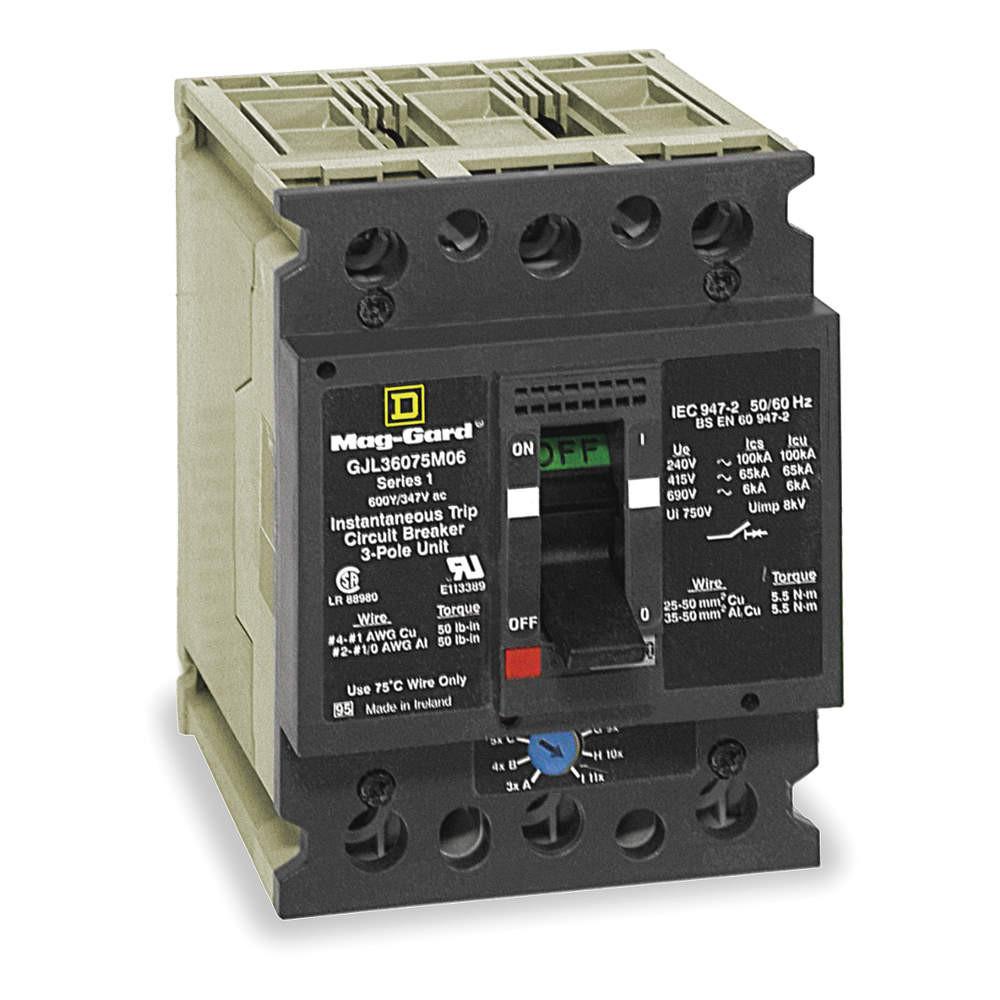 D
Mag-Gard®
GJL36075M06
Series 1
600Y/347V ac
Instantaneous Trip
Circuit Breaker
3-Pole Unit
SA
LR 88980
E113389
Wire Torque
#4-#1 AWG Cu 50 lb-in
#2-#1/0 AWG Al 50 lb-in
Use 75°C Wire Only
95 Made in Ireland
ON I
OFF
OFF 0
IEC 947-2 50/60 Hz
BS EN 60 947-2
Ue Ics Icu
240V ~ 100kA 100kA
415V ~ 65kA 65kA
690V ~ 6kA 6kA
Ui 750V Uimp 8kV
Wire Torque
25-50 mm² Cu 5.5 N-m
35-50 mm² Al Cu 5.5 N-m
5x C G 9x
4x B H 10x
3x A I 11x